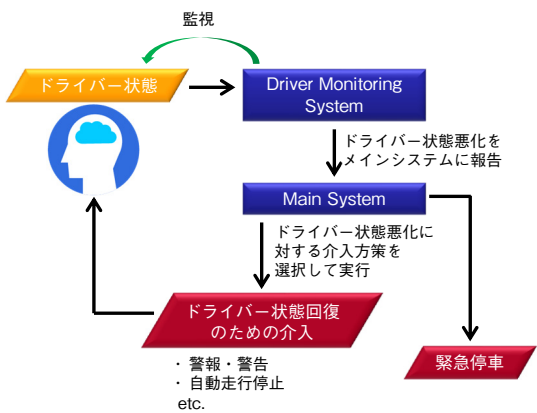 監視
ドライバー状態
Driver Monitoring
System
ドライバー状態悪化を
メインシステムに報告
Main System
ドライバー状態悪化に
対する介入方策を
選択して実行
ドライバー状態回復
のための介入
・警報・警告
・自動走行停止
etc.
緊急停車